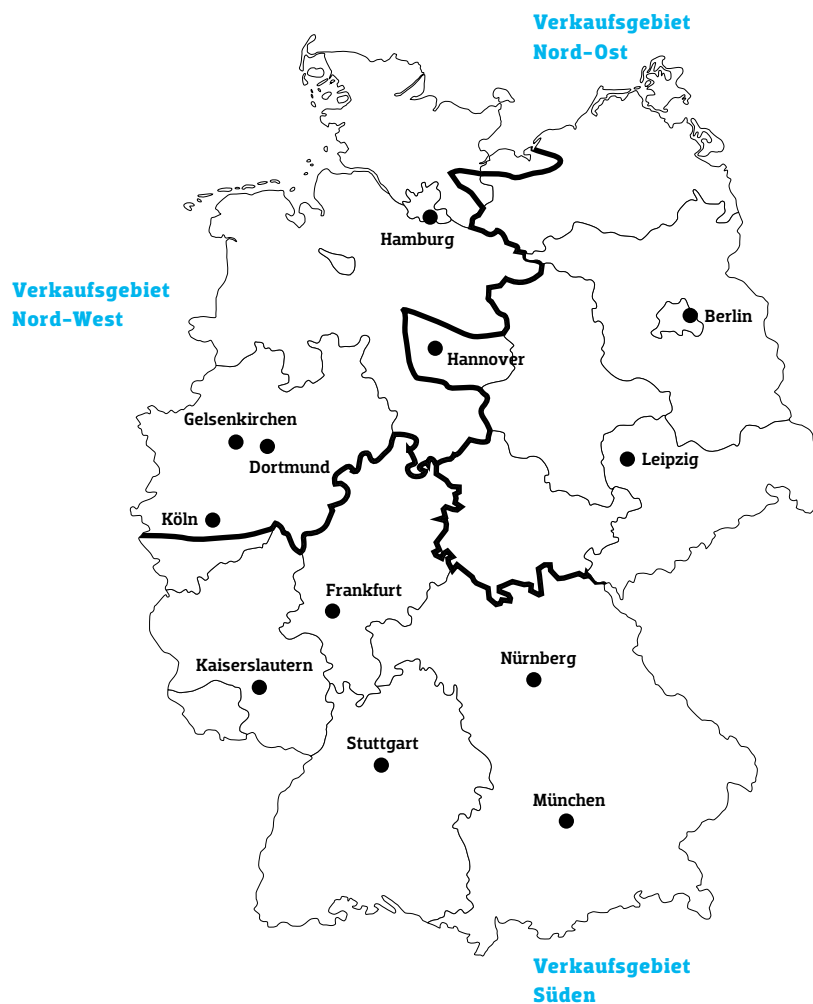 Verkaufsgebiet
Nord-Ost
Hamburg
Verkaufsgebiet
Nord-West
Berlin
Hannover
Gelsenkirchen
Dortmund
Leipzig
Köln
Frankfurt
Kaiserslautern
Nürnberg
Stuttgart
München
Verkaufsgebiet
Süden